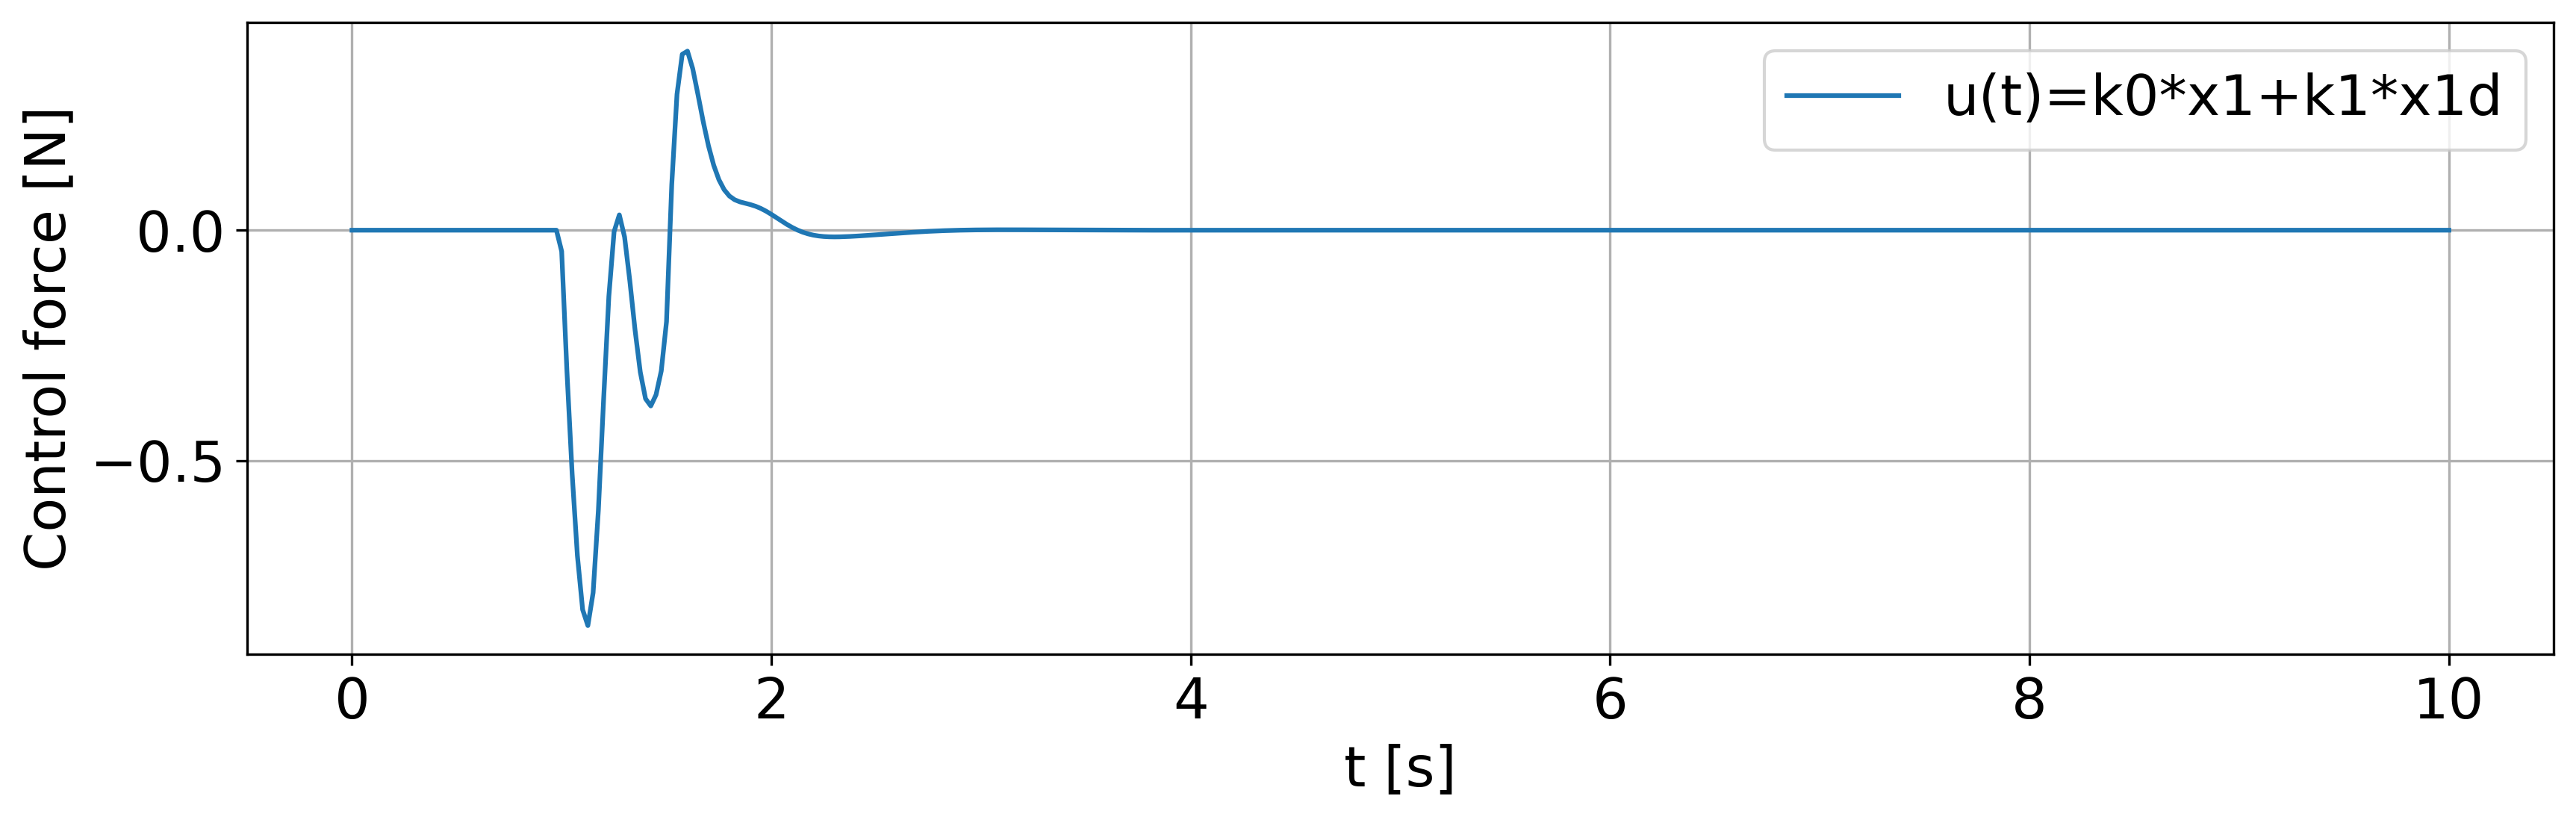 u(t)=k0*x1+k1*x1d
Control force [N]
0.0
−0.5
0 2 4 6 8 10
t [s]